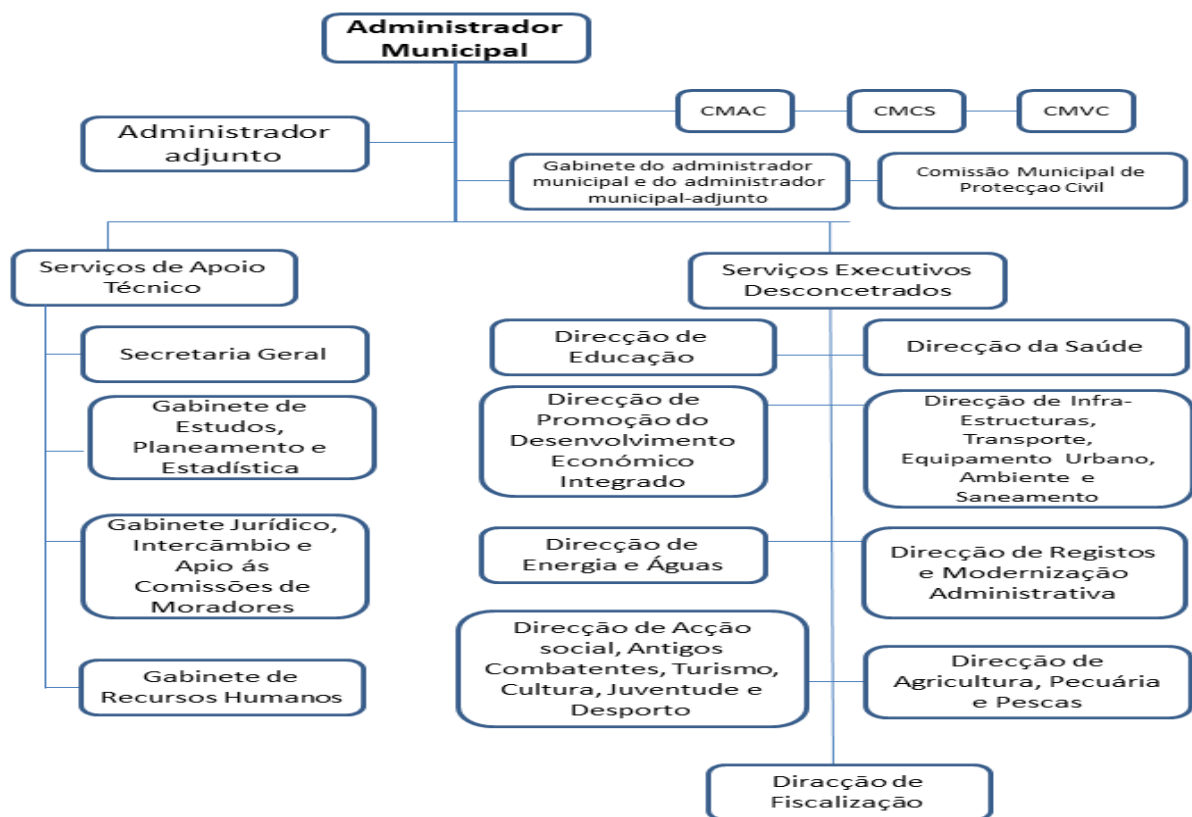 Administrador
Municipal
CMAC
CMCS
CMVC
Administrador
adjunto
Gabinete do administrador
municipal e do administrador
municipal-adjunto
Comissão Municipal de
Protecçao Civil
Serviços de Apoio
Técnico
Serviços Executivos
Desconcetrados
Secretaria Geral
Gabinete de
Estudos,
Planeamento e
Estadística
Gabinete Jurídico,
Intercâmbio e
Apio ás
Comissões de
Moradores
Gabinete de
Recursos Humanos
Direcção de
Educação
Direcção da Saúde
Direcção de
Promoção do
Desenvolvimento
Económico
Integrado
Direcção de Infra-
Estructuras,
Transporte,
Equipamento Urbano,
Ambiente e
Saneamento
Direcção de
Energia e Águas
Direcção de Registos
e Modernização
Administrativa
Direcção de Acção
social, Antigos
Combatentes, Turismo,
Cultura, Juventude e
Desporto
Direcção de
Agricultura, Pecuária
e Pescas
Diracção de
Fiscalização